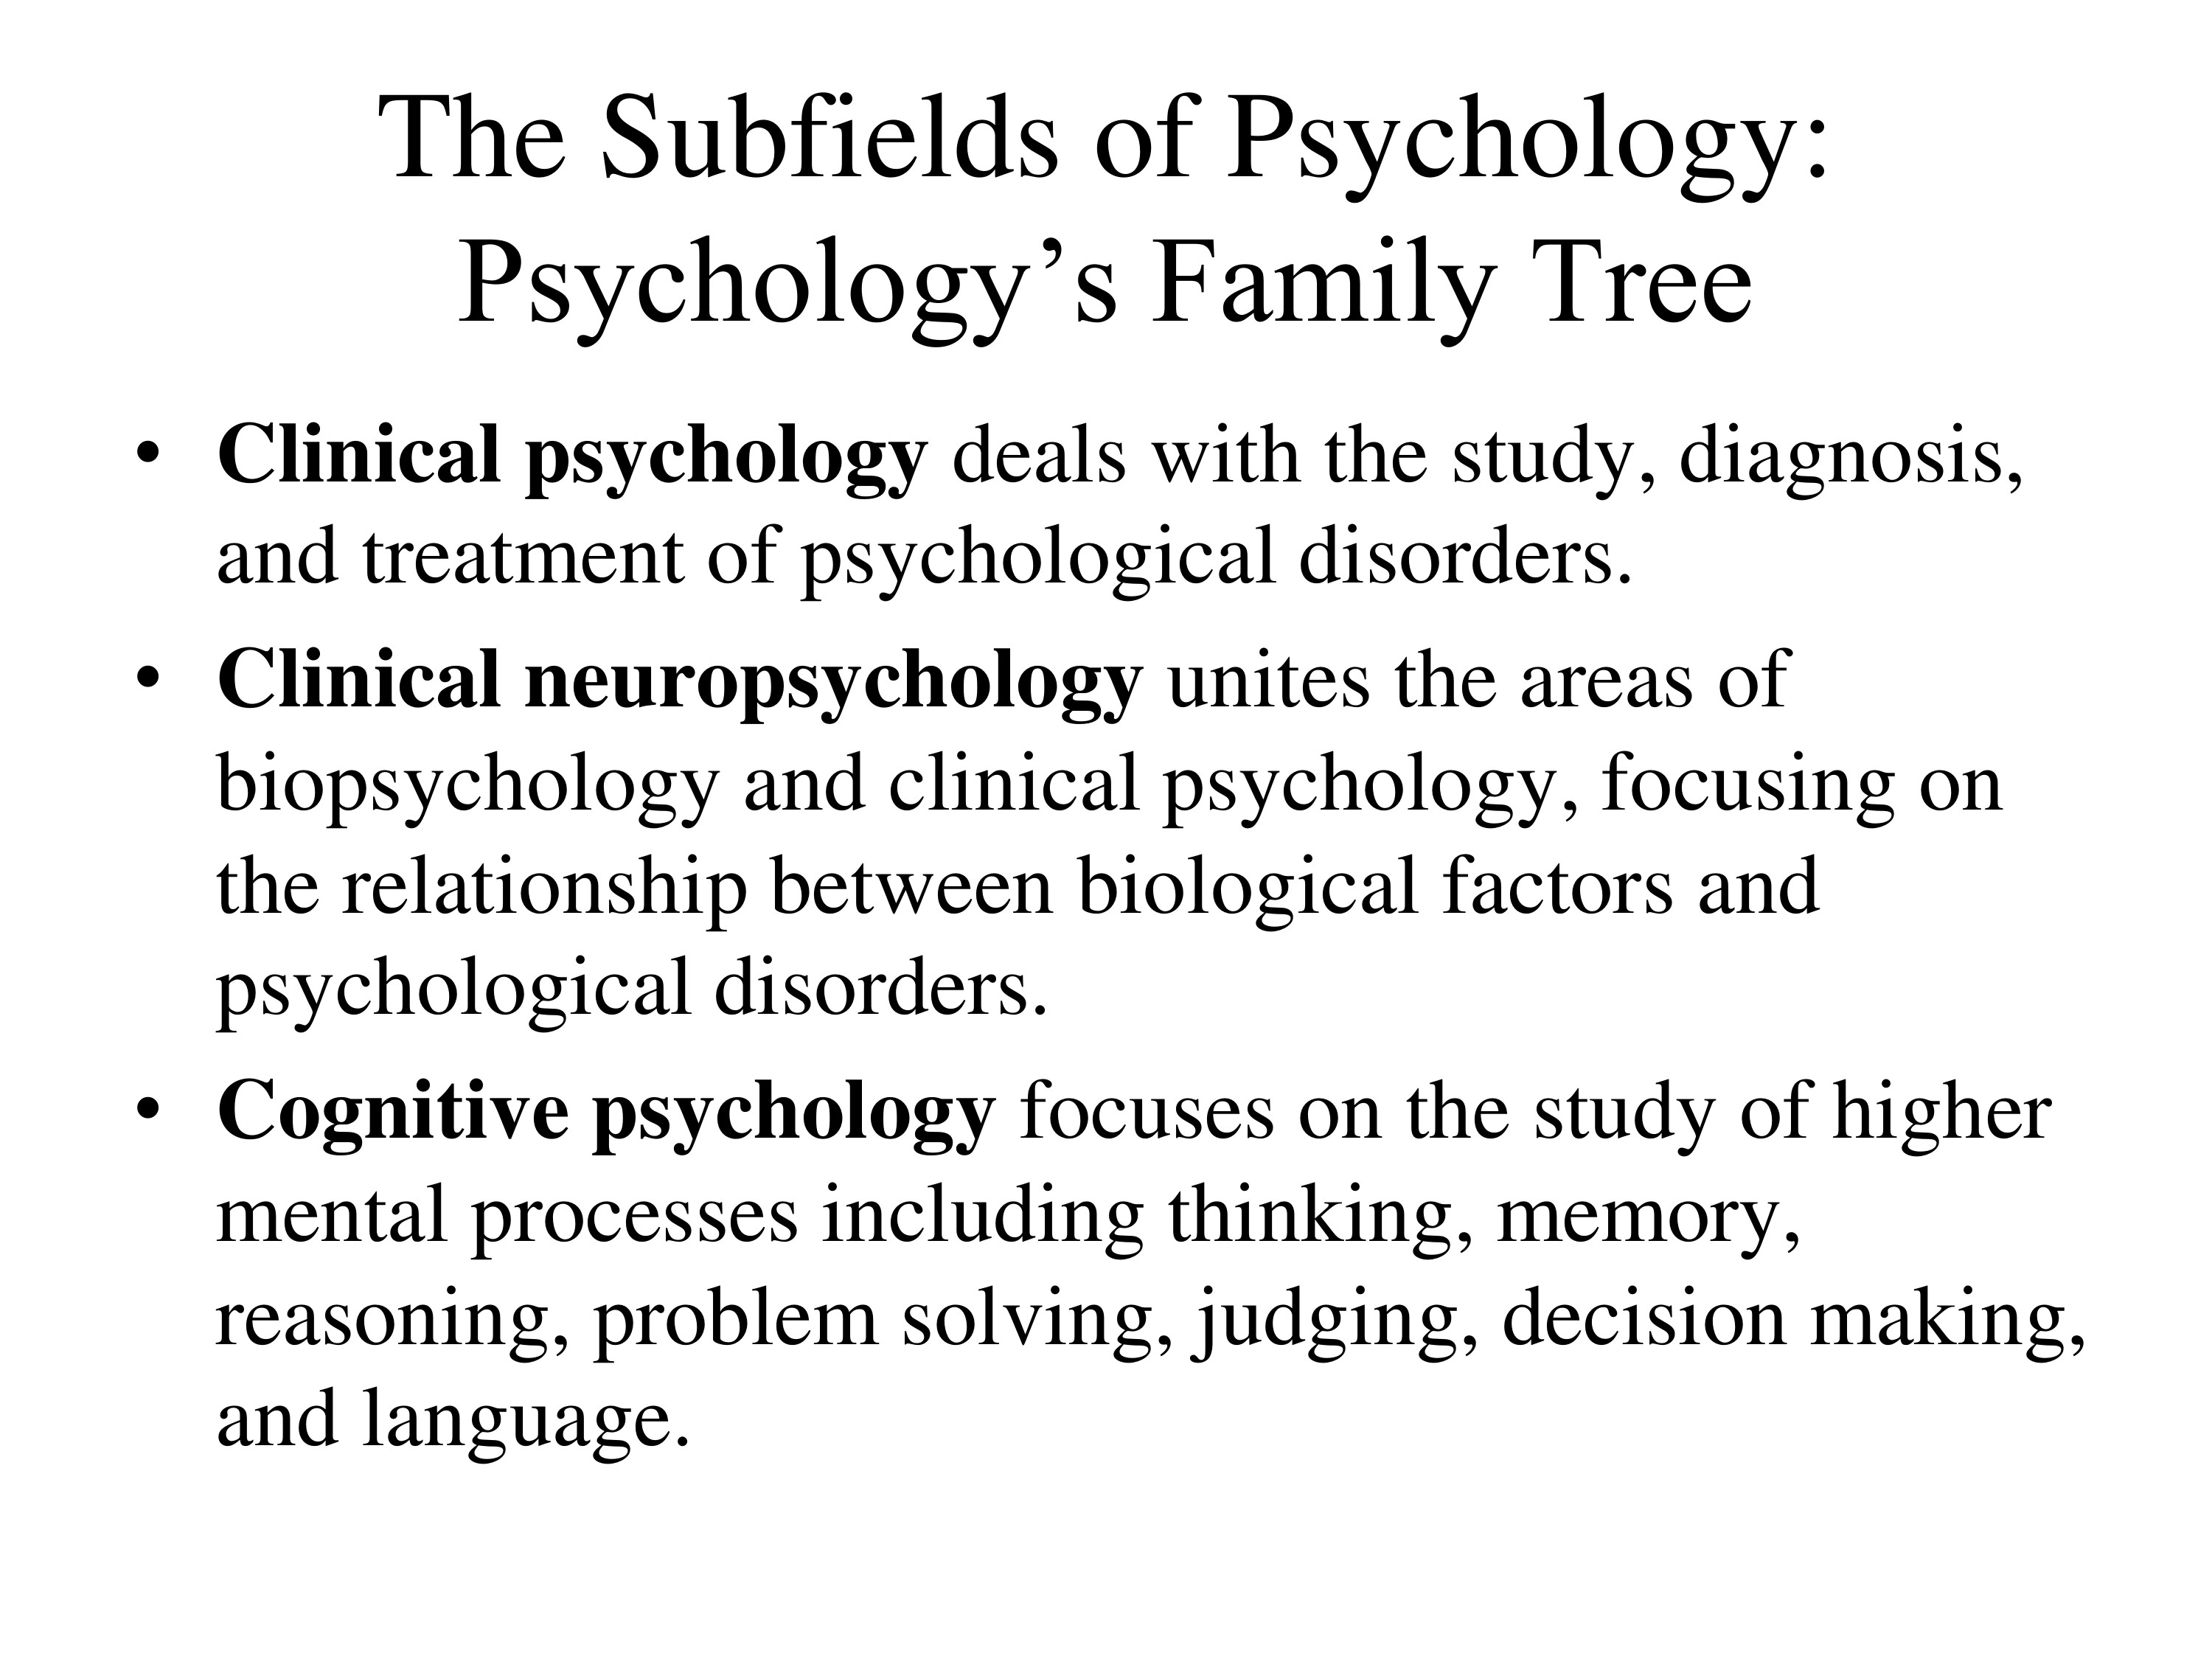 The Subfields of Psychology:
Psychology’s Family Tree
• Clinical psychology deals with the study, diagnosis,
and treatment of psychological disorders.
• Clinical neuropsychology unites the areas of
biopsychology and clinical psychology, focusing on
the relationship between biological factors and
psychological disorders.
• Cognitive psychology focuses on the study of higher
mental processes including thinking, memory,
reasoning, problem solving, judging, decision making,
and language.